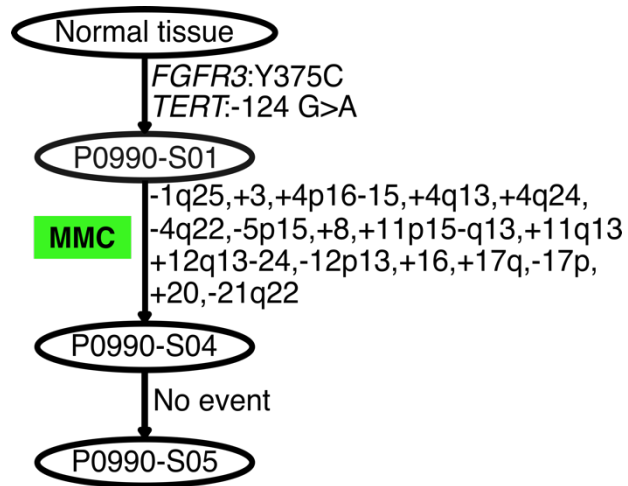 Normal tissue
FGFR3:Y375C
TERT:-124 G>A
P0990-S01
-1q25,+3,+4p16-15,+4q13,+4q24,
MMC
-4q22,-5p15,+8,+11p15-q13,+11q13
+12q13-24,-12p13,+16,+17q,-17p,
+20,-21q22
P0990-S04
No event
P0990-S05